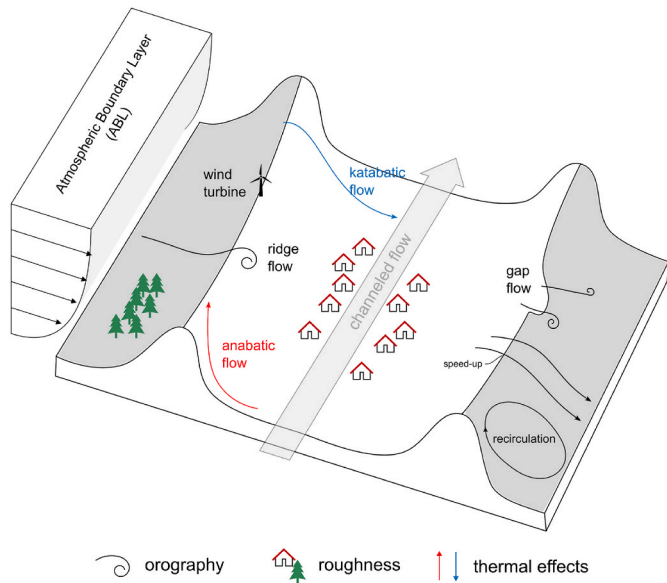 Atmospheric Boundary Layer
(ABL)
wind
turbine
katabatic
flow
ridge
flow
channeled flow
gap
flow
anabatic
flow
speed-up
recirculation
orography
roughness
thermal effects